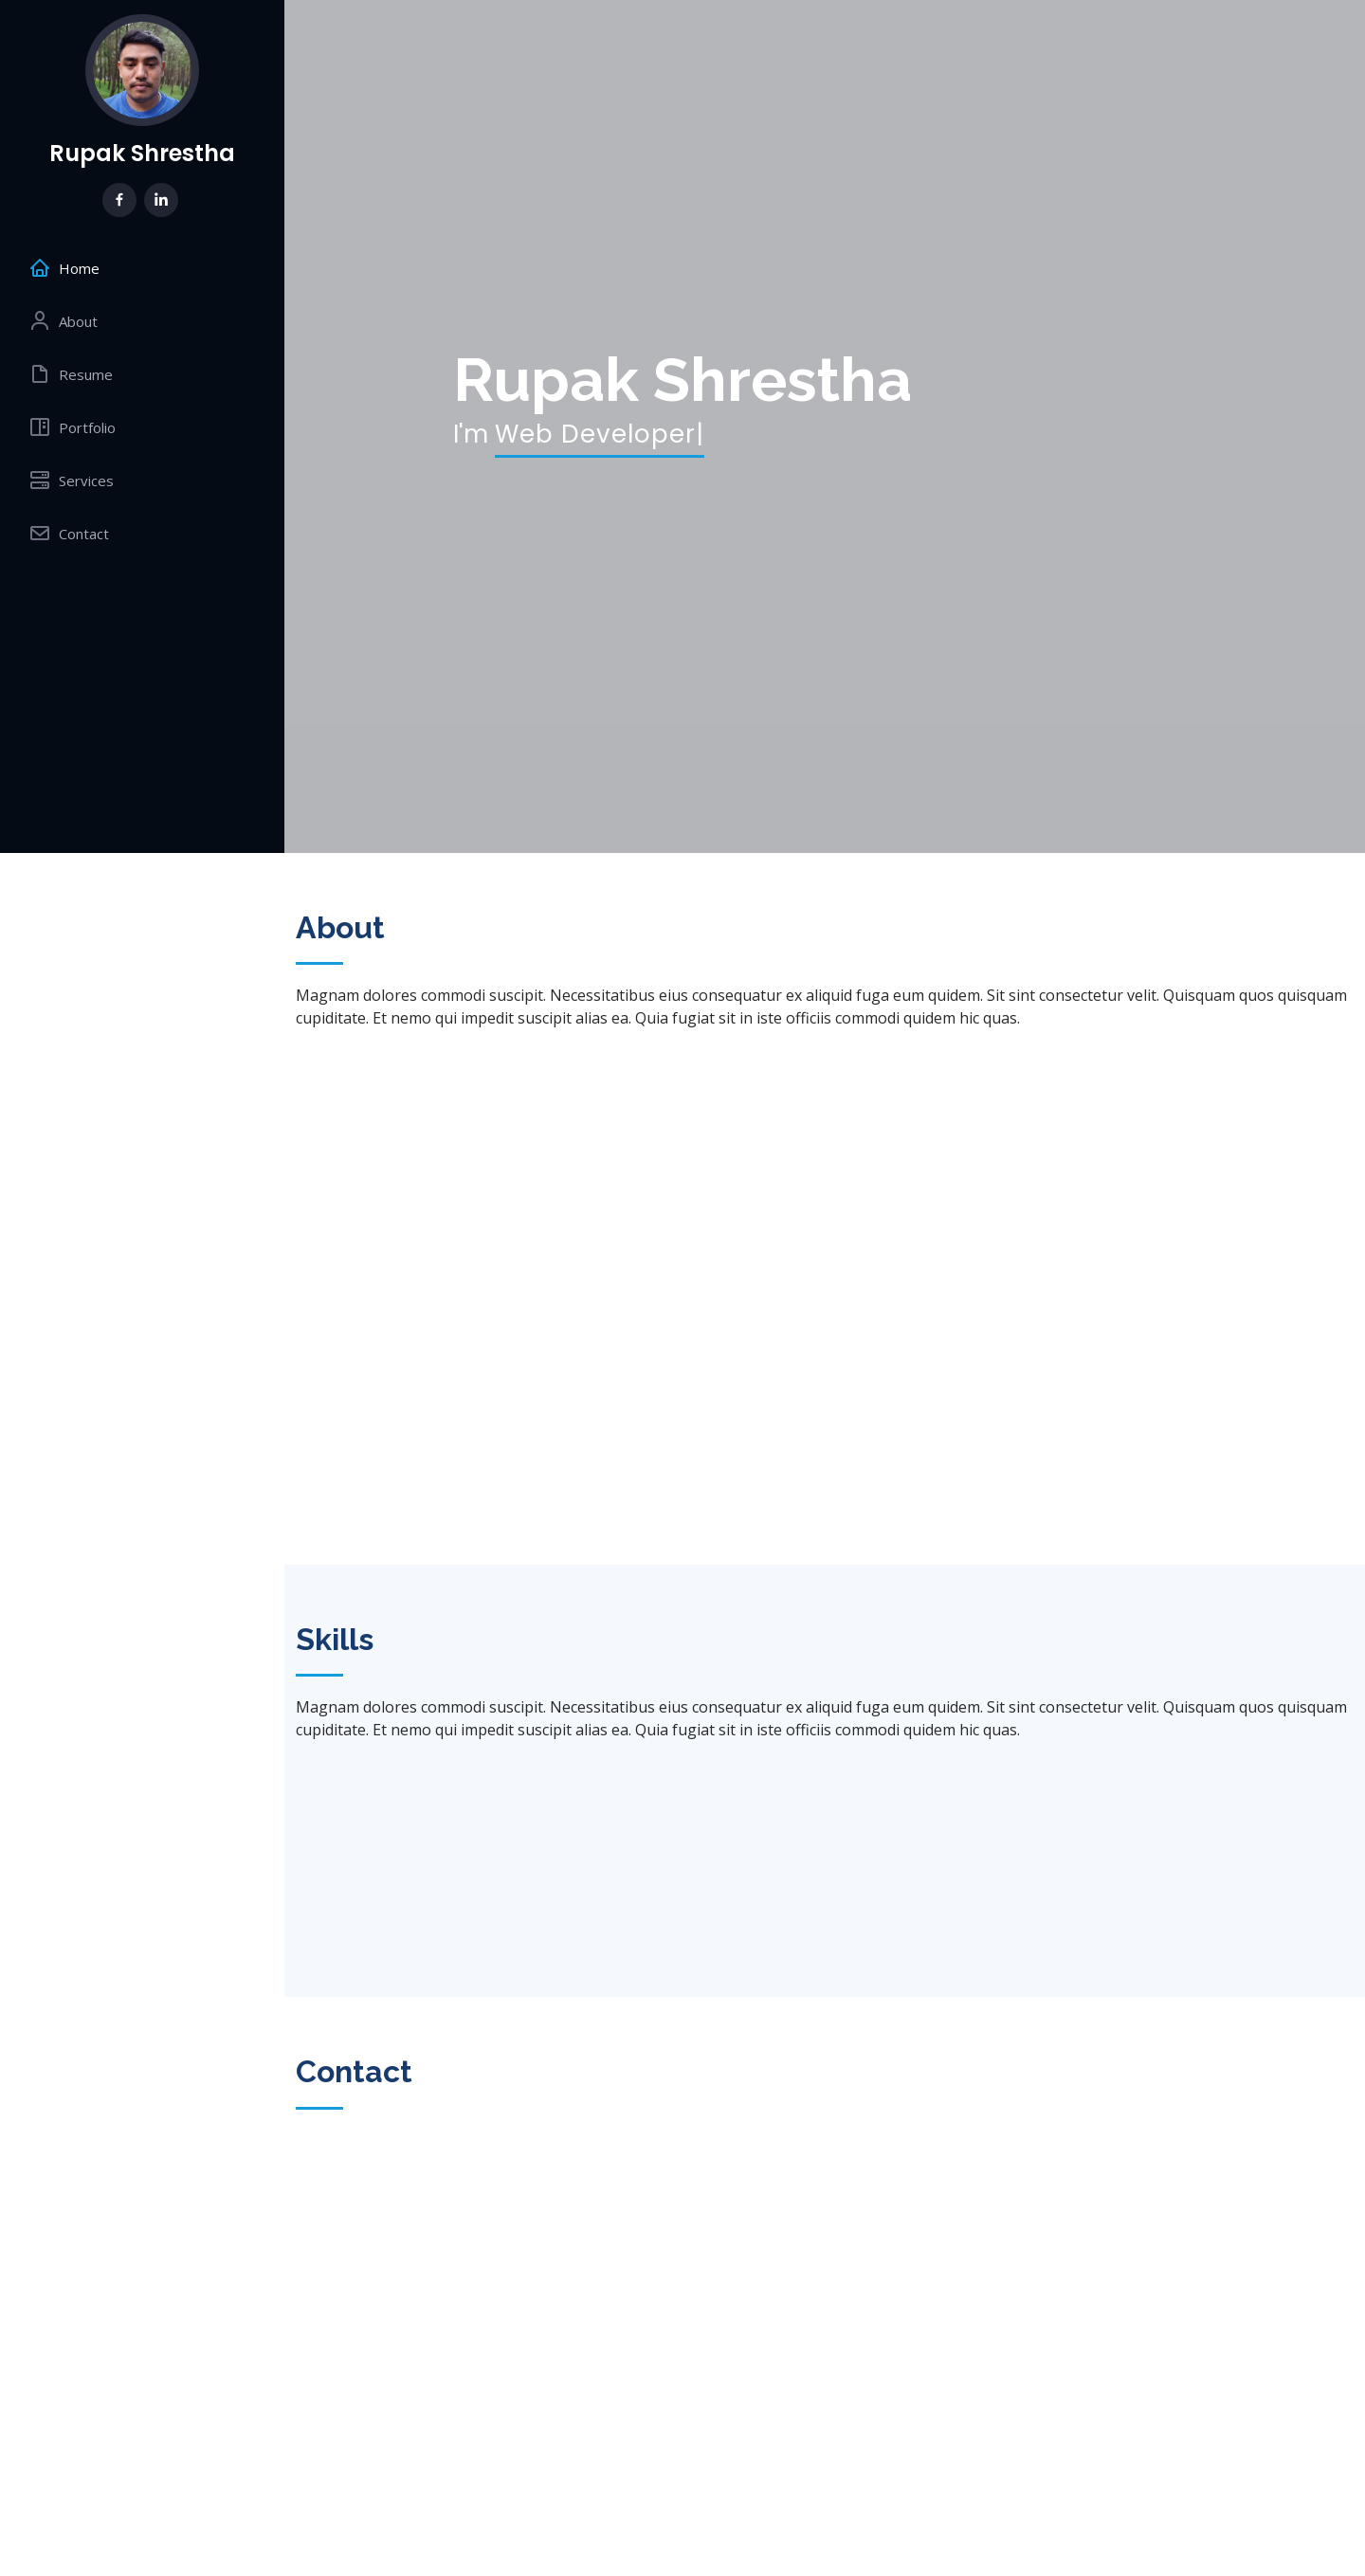 Rupak Shrestha
Home
About
Resume
Portfolio
Services
Contact
Rupak Shrestha
I'm Web Developer|
About
Magnam dolores commodi suscipit. Necessitatibus eius consequatur ex aliquid fuga eum quidem. Sit sint consectetur velit. Quisquam quos quisquam
cupiditate. Et nemo qui impedit suscipit alias ea. Quia fugiat sit in iste officiis commodi quidem hic quas.
Skills
Magnam dolores commodi suscipit. Necessitatibus eius consequatur ex aliquid fuga eum quidem. Sit sint consectetur velit. Quisquam quos quisquam
cupiditate. Et nemo qui impedit suscipit alias ea. Quia fugiat sit in iste officiis commodi quidem hic quas.
Contact